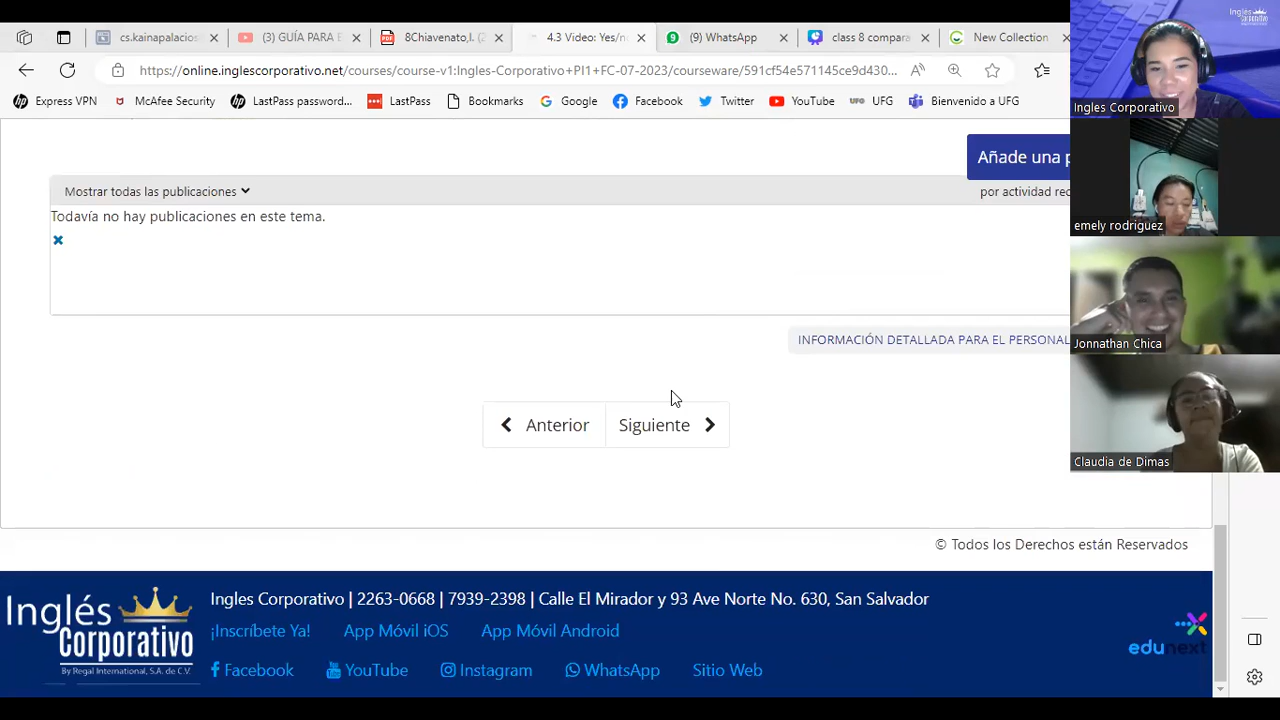 cs.kainapalacios
(3) GUÍA PARA E
8Chiavenato].(2
4.3 Video: Yes/n
(9) WhatsApp
class 8 compara
New Collection
https://online.inglescorporativo.net/courses/course-v1:Ingles-Corporativo+PI1+FC-07-2023/courseware/591cf54e571145ce9d430...
Express VPN
McAfee Security
LastPass password...
LastPass
Bookmarks
Google
Facebook
Twitter
YouTube
UFG
Bienvenido a UFG
Añade una p
Mostrar todas las publicaciones
por actividad rec
Todavía no hay publicaciones en este tema.
INFORMACIÓN DETALLADA PARA EL PERSONAL
Anterior
Siguiente
© Todos los Derechos están Reservados
Inglés Corporativo
By Regal International, S.A. de C.V.
Ingles Corporativo | 2263-0668 | 7939-2398 | Calle El Mirador y 93 Ave Norte No. 630, San Salvador
¡Inscríbete Ya!
App Móvil iOS
App Móvil Android
Facebook
YouTube
Instagram
WhatsApp
Sitio Web
edunext
Ingles Corporativo
emely rodriguez
Jonnathan Chica
Claudia de Dimas